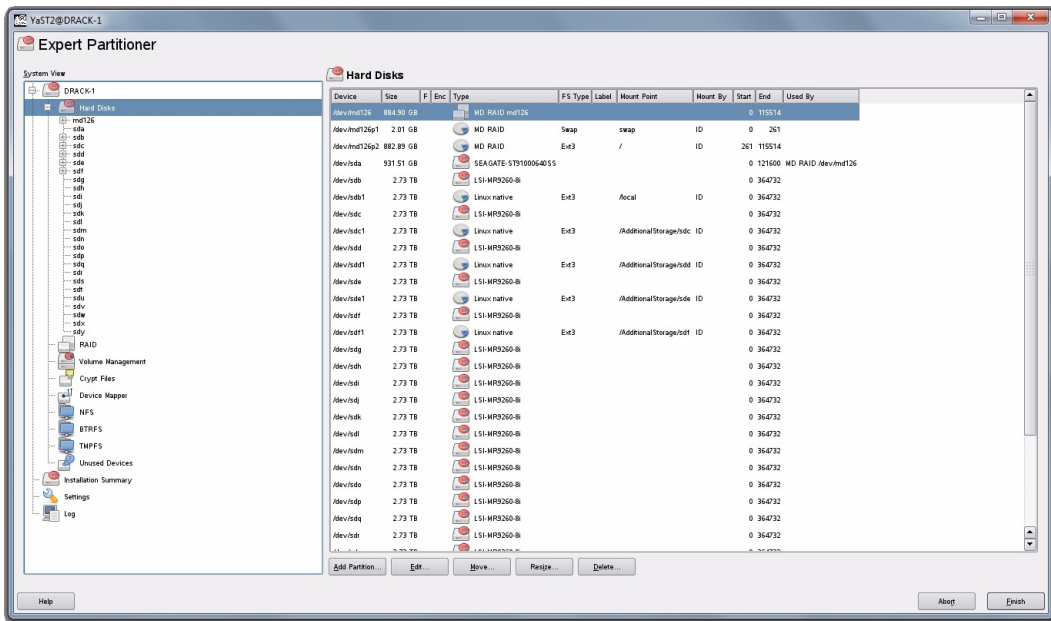 YaST2@DRACK-1
Expert Partitioner
System View
DRACK-1
Hard Disks
md126
sda
sdb
sdc
sdd
sde
sdf
sdg
sdh
sdi
sdj
sdk
sdl
sdm
sdn
sdo
sdp
sdq
sdr
sds
sdt
sdu
sdv
sdw
sdx
sdy
RAID
Volume Management
Crypt Files
Device Mapper
NFS
BTRFS
TMPFS
Unused Devices
Installation Summary
Settings
Log
Hard Disks
Device Size F Enc Type FS Type Label Mount Point Mount By Start End Used By
/dev/md126 884.90 GB MD RAID md126 0 115514
/dev/md126p1 2.01 GB MD RAID Swap swap ID 0 261
/dev/md126p2 882.89 GB MD RAID Ext3 / ID 261 115514
/dev/sda 931.51 GB SEAGATE-ST91000640SS 0 121600 MD RAID /dev/md126
/dev/sdb 2.73 TB LSI-MR9260-8i 0 364732
/dev/sdb1 2.73 TB Linux native Ext3 /local ID 0 364732
/dev/sdc 2.73 TB LSI-MR9260-8i 0 364732
/dev/sdc1 2.73 TB Linux native Ext3 /AdditionalStorage/sdc ID 0 364732
/dev/sdd 2.73 TB LSI-MR9260-8i 0 364732
/dev/sdd1 2.73 TB Linux native Ext3 /AdditionalStorage/sdd ID 0 364732
/dev/sde 2.73 TB LSI-MR9260-8i 0 364732
/dev/sde1 2.73 TB Linux native Ext3 /AdditionalStorage/sde ID 0 364732
/dev/sdf 2.73 TB LSI-MR9260-8i 0 364732
/dev/sdf1 2.73 TB Linux native Ext3 /AdditionalStorage/sdf ID 0 364732
/dev/sdg 2.73 TB LSI-MR9260-8i 0 364732
/dev/sdh 2.73 TB LSI-MR9260-8i 0 364732
/dev/sdi 2.73 TB LSI-MR9260-8i 0 364732
/dev/sdj 2.73 TB LSI-MR9260-8i 0 364732
/dev/sdk 2.73 TB LSI-MR9260-8i 0 364732
/dev/sdl 2.73 TB LSI-MR9260-8i 0 364732
/dev/sdm 2.73 TB LSI-MR9260-8i 0 364732
/dev/sdn 2.73 TB LSI-MR9260-8i 0 364732
/dev/sdo 2.73 TB LSI-MR9260-8i 0 364732
/dev/sdp 2.73 TB LSI-MR9260-8i 0 364732
/dev/sdq 2.73 TB LSI-MR9260-8i 0 364732
/dev/sdr 2.73 TB LSI-MR9260-8i 0 364732
Add Partition... Edit... Move... Resize... Delete...
Help Abort Finish